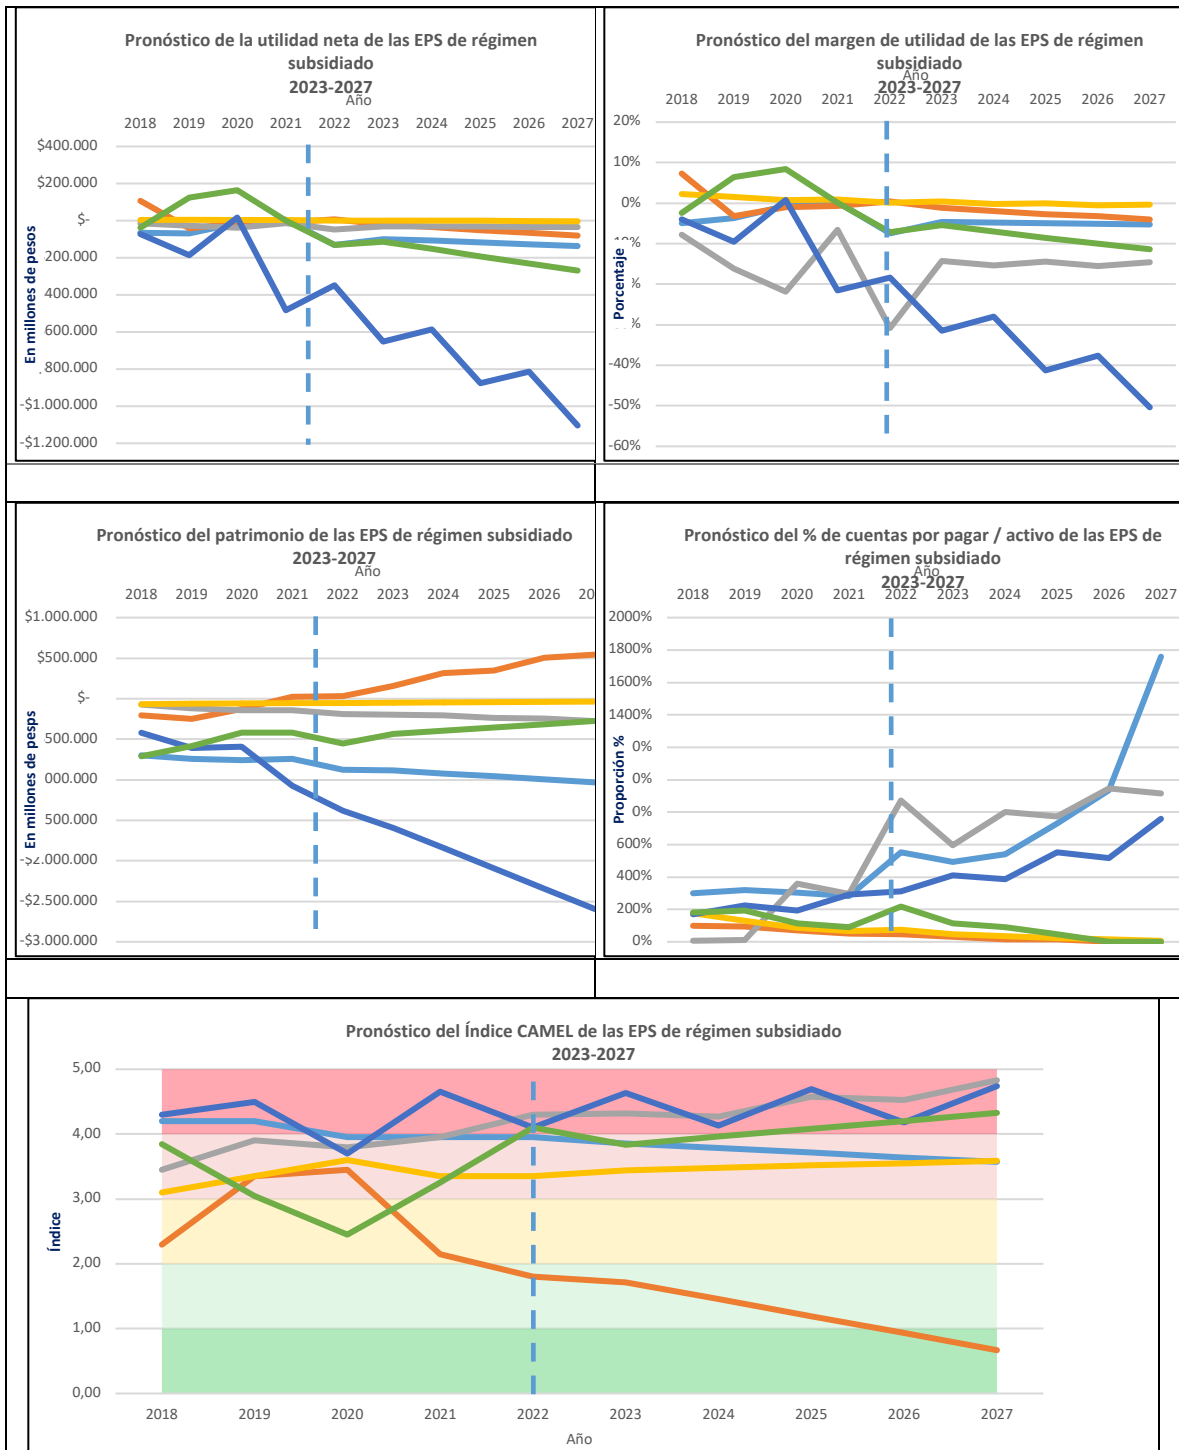 Pronóstico de la utilidad neta de las EPS de régimen
subsidiado
2023-2027
Año
2018 2019 2020 2021 2022 2023 2024 2025 2026 2027
$400.000
$200.000
$-
200.000
400.000
600.000
.800.000
-$1.000.000
-$1.200.000
En millones de pesos
Pronóstico del margen de utilidad de las EPS de régimen
subsidiado
Año
2023-2027
2018 2019 2020 2021 2022 2023 2024 2025 2026 2027
20%
10%
0%
10%
%
%
-40%
-50%
-60%
Porcentaje
Pronóstico del patrimonio de las EPS de régimen subsidiado
2023-2027
Año
2018 2019 2020 2021 2022 2023 2024 2025 2026 20
$1.000.000
$500.000
$-
500.000
000.000
500.000
-$2.000.000
-$2.500.000
-$3.000.000
En millones de pesps
Pronóstico del % de cuentas por pagar / activo de las EPS de
régimen subsidiado
Año
2023-2027
2018 2019 2020 2021 2022 2023 2024 2025 2026 2027
2000%
1800%
1600%
1400%
0%
0%
0%
600%
400%
200%
0%
Proporción %
Pronóstico del Índice CAMEL de las EPS de régimen subsidiado
2023-2027
5,00
4,00
3,00
2,00
1,00
0,00
Índice
2018 2019 2020 2021 2022 2023 2024 2025 2026 2027
Año